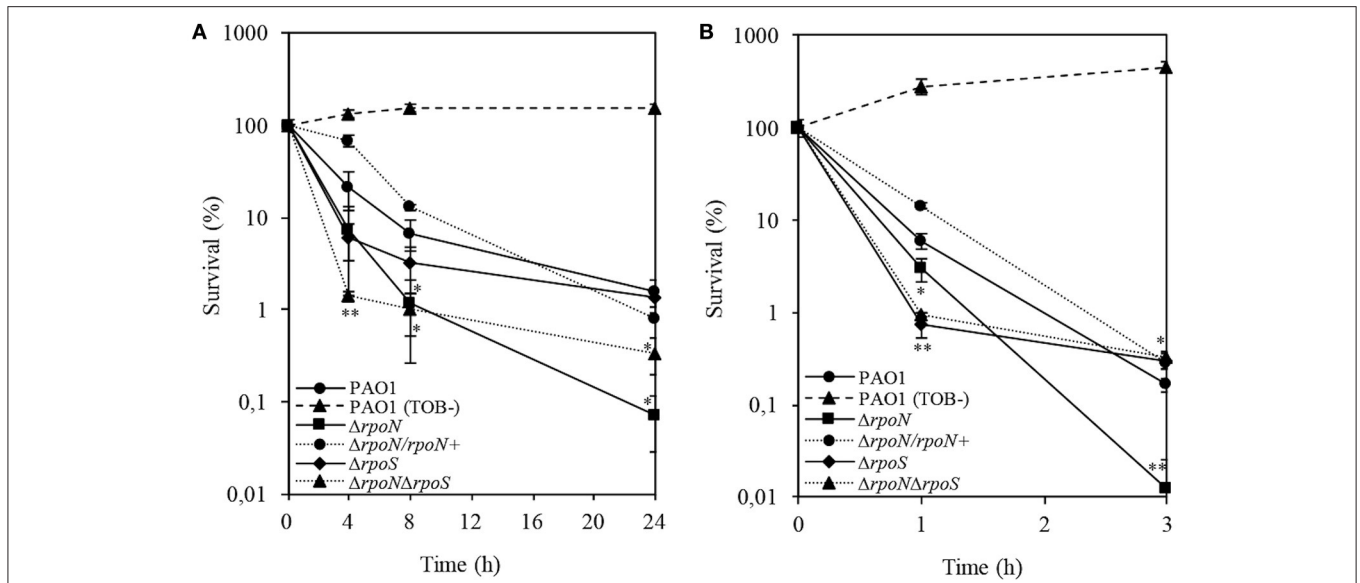 A
1000
100
10
1
0,1
0,01
Survival (%)
**
*
*
*
*
PAO1
PAO1 (TOB-)
ΔrpoN
ΔrpoN/rpoN+
ΔrpoS
ΔrpoNΔrpoS
0 4 8 12 16 20 24
Time (h)
B
1000
100
10
1
0,1
0,01
Survival (%)
*
**
*
**
PAO1
PAO1 (TOB-)
ΔrpoN
ΔrpoN/rpoN+
ΔrpoS
ΔrpoNΔrpoS
0 1 2 3
Time (h)